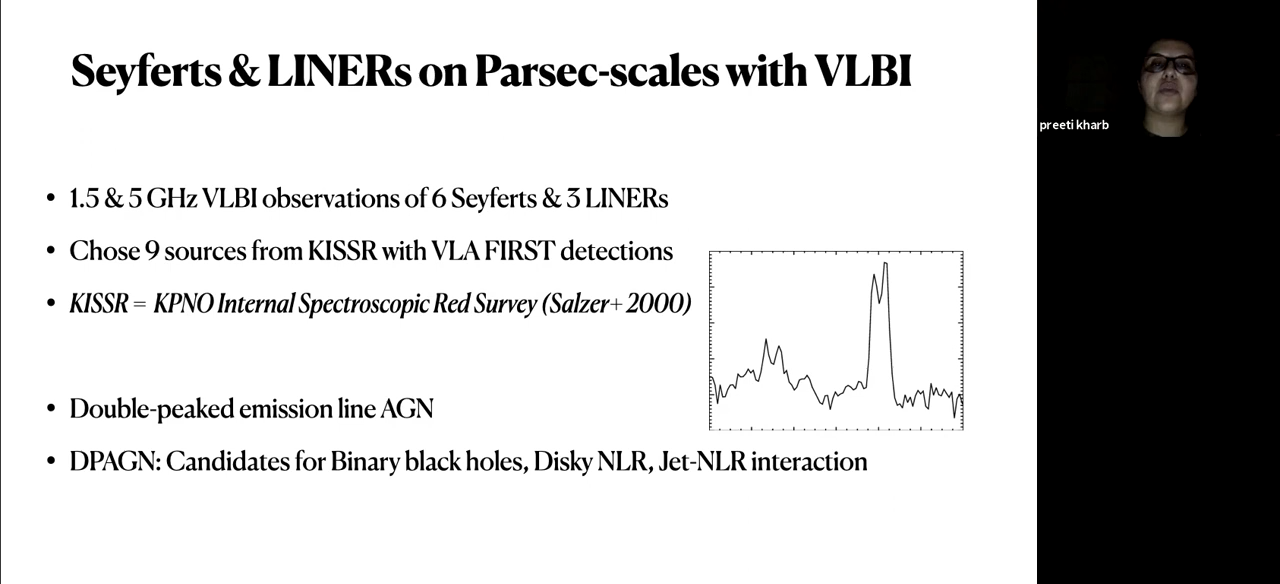 Seyferts & LINERs on Parsec-scales with VLBI
preeti kharb
• 1.5 & 5 GHz VLBI observations of 6 Seyferts & 3 LINERs
• Chose 9 sources from KISSR with VLA FIRST detections
• KISSR = KPNO Internal Spectroscopic Red Survey (Salzer+ 2000)
• Double-peaked emission line AGN
• DPAGN: Candidates for Binary black holes, Disky NLR, Jet-NLR interaction